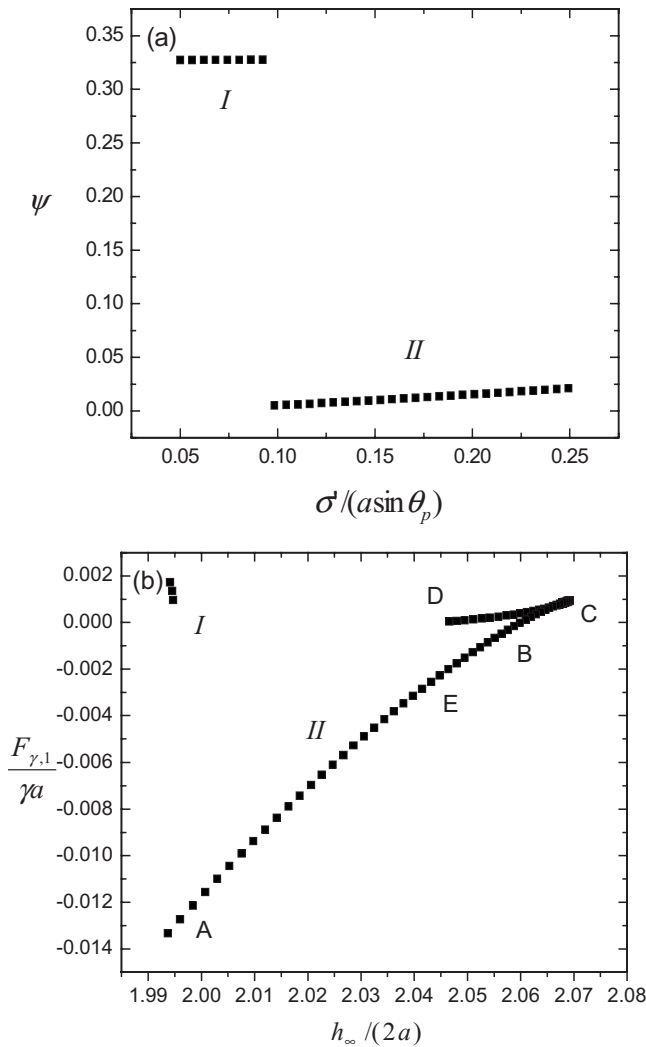 (a)
0.35
0.30
I
0.25
0.20
ψ
0.15
0.10
II
0.05
0.00
0.05 0.10 0.15 0.20 0.25
σ'/(a sin θ_p)
(b)
0.002
D
I
0.000
C
B
-0.002
E
-0.004
II
-0.006
F_{γ,1}/γa
-0.008
-0.010
-0.012
A
-0.014
1.99 2.00 2.01 2.02 2.03 2.04 2.05 2.06 2.07 2.08
h_∞/(2a)